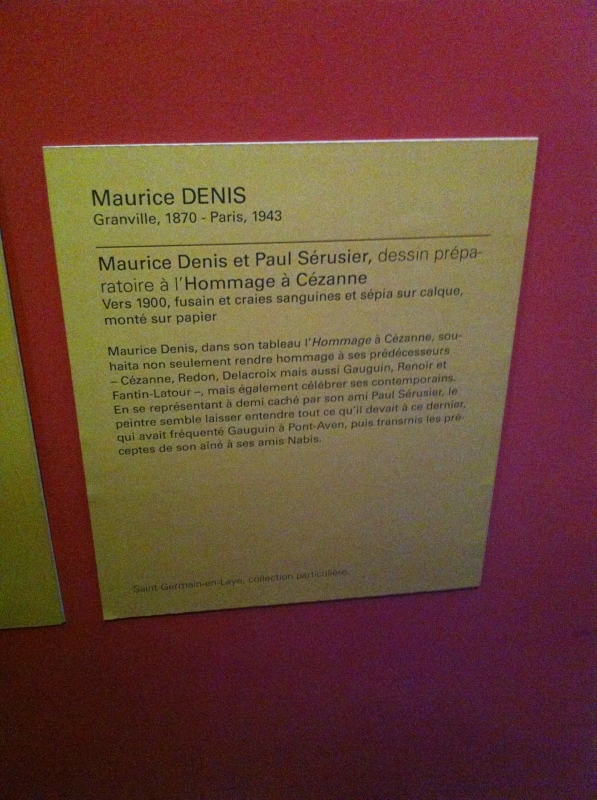 Maurice DENIS
Granville, 1870 - Paris, 1943
Maurice Denis et Paul Sérusier, dessin prépa-
ratoire à l'Hommage à Cézanne
Vers 1900, fusain et craies sanguines et sépia sur calque,
monté sur papier
Maurice Denis, dans son tableau l'Hommage à Cézanne, sou-
haita non seulement rendre hommage à ses prédécesseurs
– Cézanne, Redon, Delacroix mais aussi Gauguin, Renoir et
Fantin-Latour –, mais également célébrer ses contemporains.
En se représentant à demi caché par son ami Paul Sérusier, le
peintre semble laisser entendre tout ce qu'il devait à ce dernier,
qui avait fréquenté Gauguin à Pont-Aven, puis transmis les pré-
ceptes de son aîné à ses amis Nabis.
Saint-Germain-en-Laye, collection particulière.